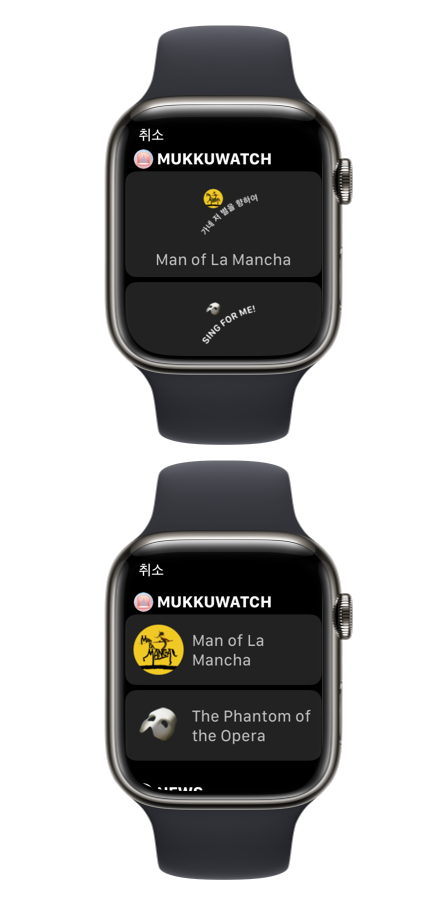 취소
MUKKUWATCH
가네 저 별을 향하여
Man of La Mancha
SING FOR ME!
취소
MUKKUWATCH
Man of La
Mancha
The Phantom of
the Opera
NEWS